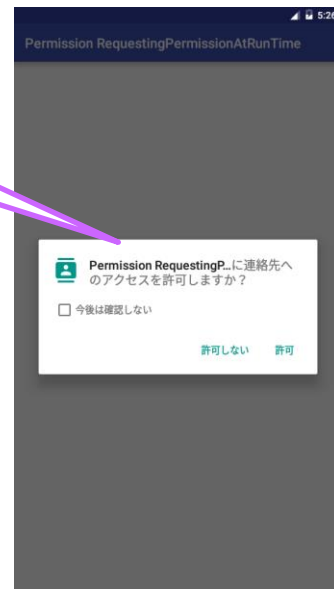 5:26
Permission RequestingPermissionAtRunTime
Permission RequestingP...に連絡先へ
のアクセスを許可しますか？
今後は確認しない
許可しない 許可